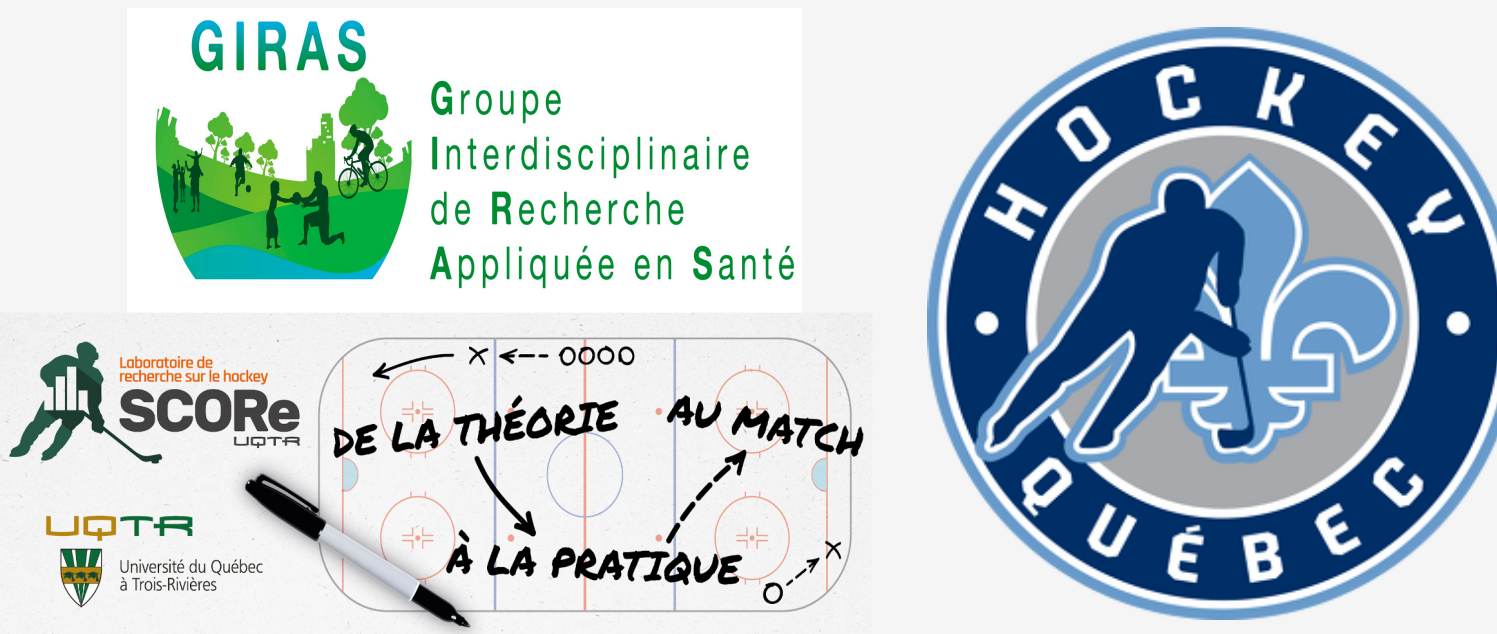 GIRAS
Groupe
Interdisciplinaire
de Recherche
Appliquée en Santé
Laboratoire de
recherche sur le hockey
SCORe
UQTR
UQTR
Université du Québec
à Trois-Rivières
X OOOO
DE LA THÉORIE
À LA PRATIQUE
AU MATCH
O X
HOCKEY
QUÉBEC